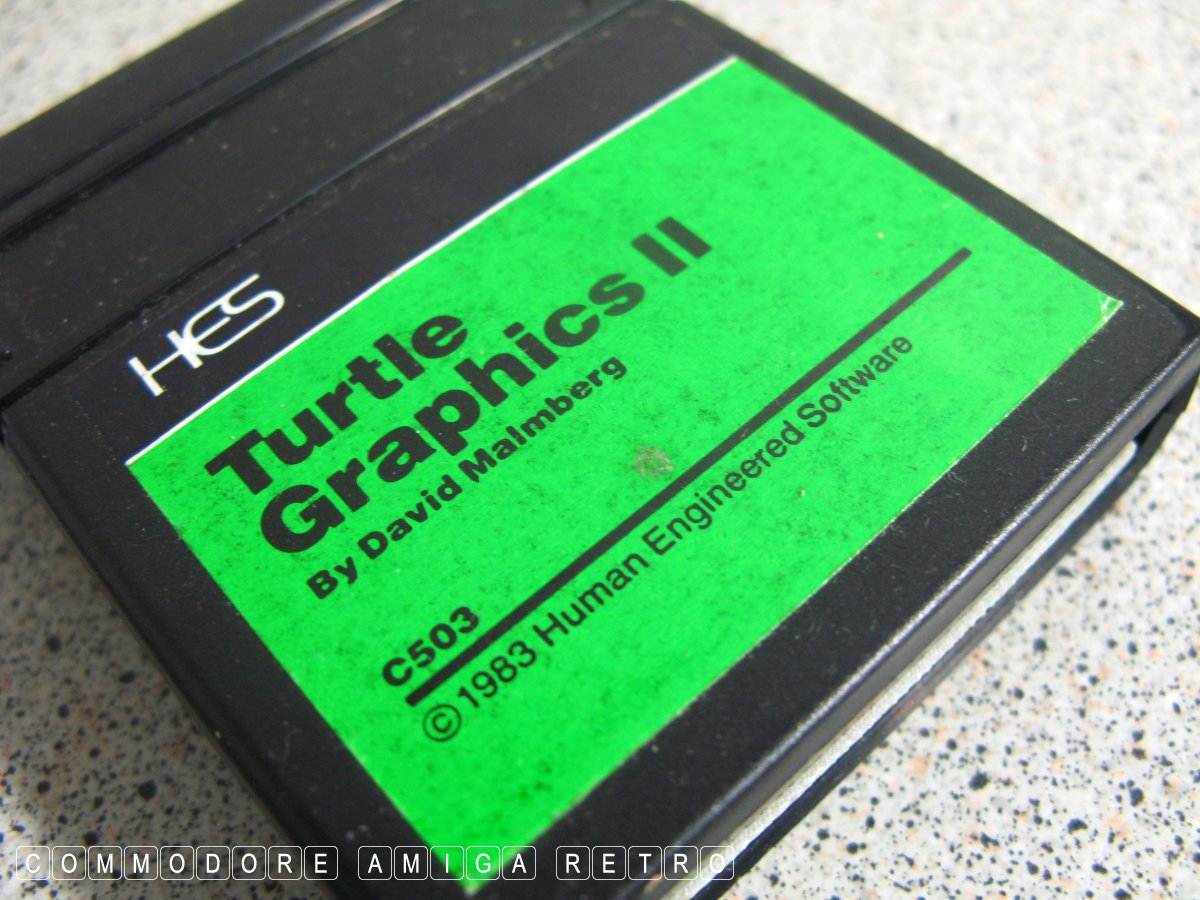 HES
Turtle
Graphics II
By David Malmberg
C503
© 1983 Human Engineered Software
COMMODORE AMIGA RETRO